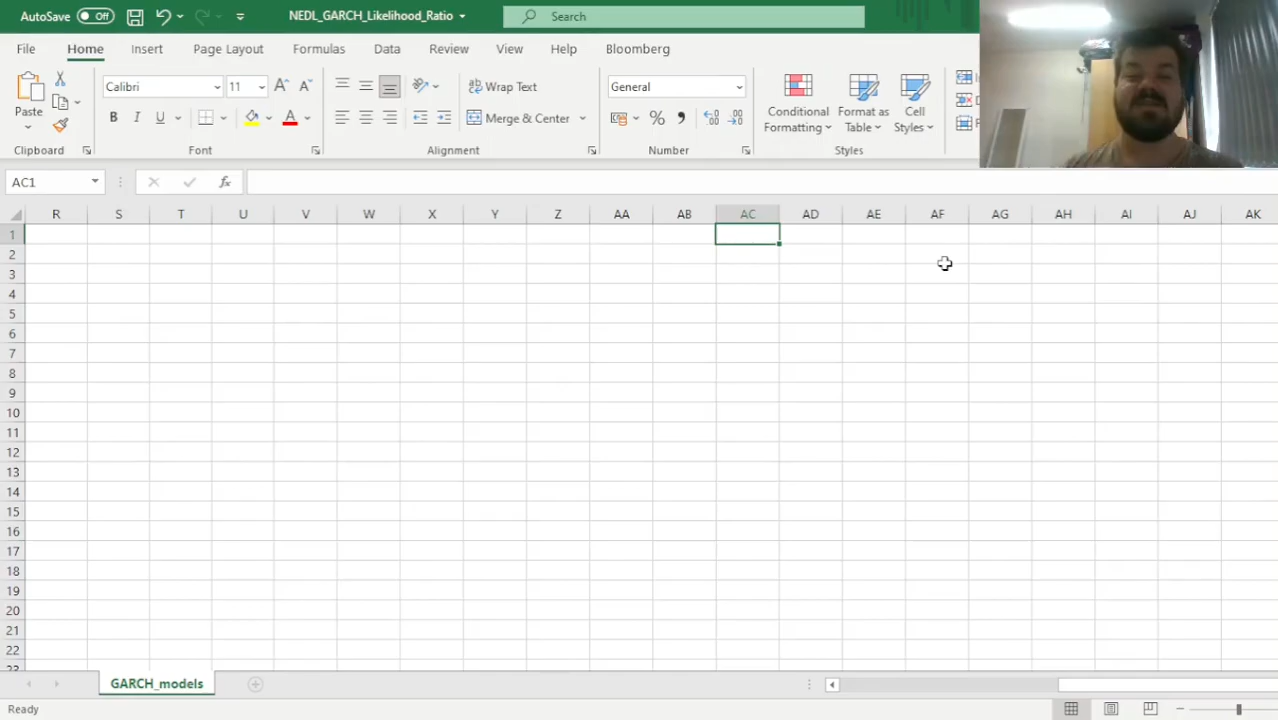 AutoSave Off NEDL_GARCH_Likelihood_Ratio Search
File Home Insert Page Layout Formulas Data Review View Help Bloomberg
Calibri 11 Wrap Text General
Paste B I U Merge & Center % Conditional Formatting Format as Table Cell Styles
Clipboard Font Alignment Number Styles
AC1 fx
R S T U V W X Y Z AA AB AC AD AE AF AG AH AI AJ AK
1
2
3
4
5
6
7
8
9
10
11
12
13
14
15
16
17
18
19
20
21
22
23
GARCH_models
Ready